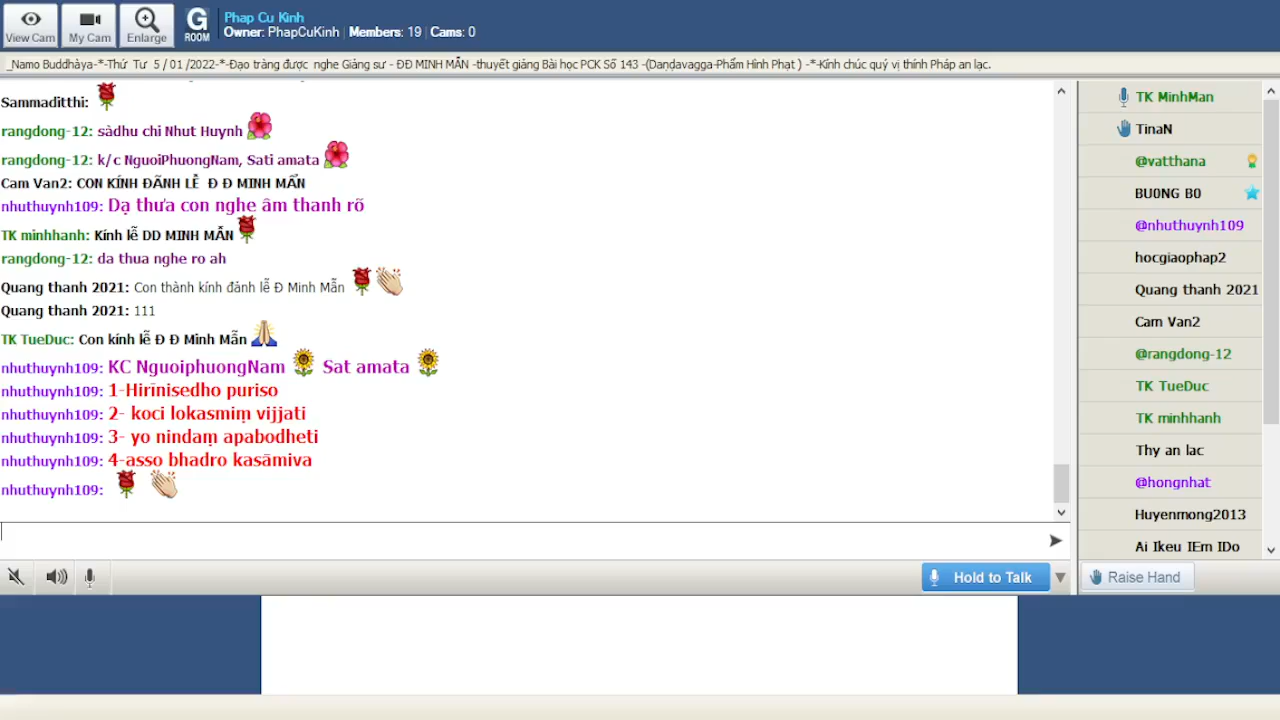 View Cam
My Cam
Enlarge
G
ROOM
Phap Cu Kinh
Owner: PhapCuKinh | Members: 19 | Cams: 0
_Namo Buddhàya-*-Thứ Tư 5 / 01 /2022-*-Đạo tràng được nghe Giảng sư - ĐĐ MINH MẪN -thuyết giảng Bài học PCK Số 143 -(Daṇḍavagga-Phẩm Hình Phạt ) -*-Kính chúc quý vị thính Pháp an lạc.
Sammaditthi:
rangdong-12: sàdhu chi Nhut Huynh
rangdong-12: k/c NguoiPhuongNam, Sati amata
Cam Van2: CON KÍNH ĐÃNH LỄ Đ Đ MINH MẪN
nhuthuynh109: Dạ thưa con nghe âm thanh rõ
TK minhhanh: Kính lễ DD MINH MẪN
rangdong-12: da thua nghe ro ah
Quang thanh 2021: Con thành kính đảnh lễ Đ Minh Mẫn
Quang thanh 2021: 111
TK TueDuc: Con kính lễ Đ Đ Minh Mẫn
nhuthuynh109: KC NguoiphuongNam Sat amata
nhuthuynh109: 1-Hirīnisedho puriso
nhuthuynh109: 2- koci lokasmiṃ vijjati
nhuthuynh109: 3- yo nindaṃ apabodheti
nhuthuynh109: 4-asso bhadro kasāmiva
nhuthuynh109:
TK MinhMan
TinaN
@vatthana
BU0NG B0
@nhuthuynh109
hocgiaophap2
Quang thanh 2021
Cam Van2
@rangdong-12
TK TueDuc
TK minhhanh
Thy an lac
@hongnhat
Huyenmong2013
Ai Ikeu IEm IDo
Hold to Talk
Raise Hand